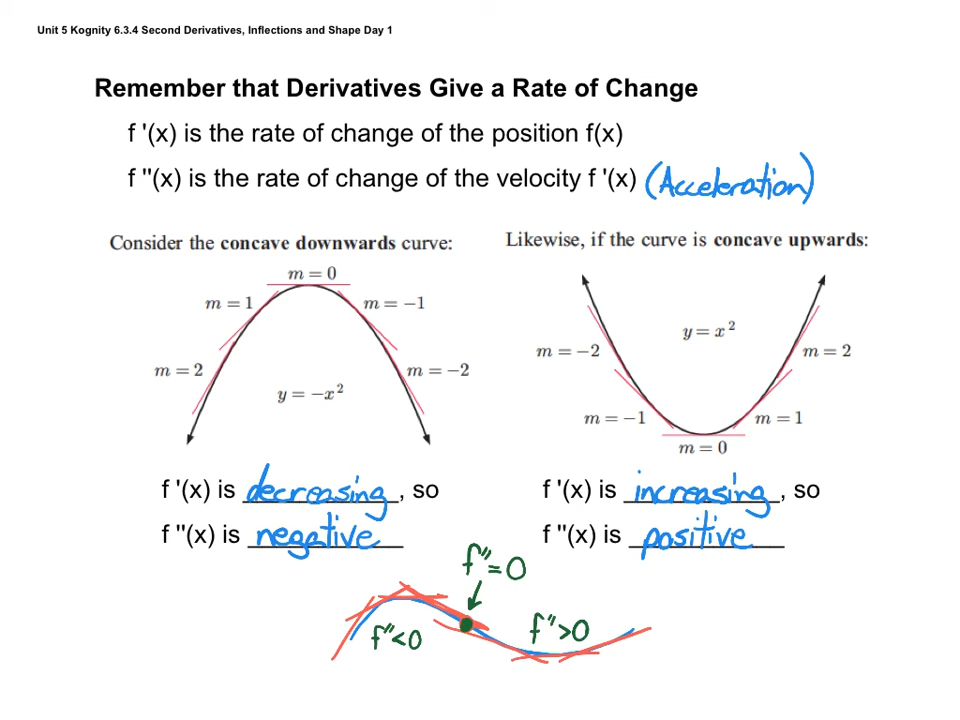 Unit 5 Kognity 6.3.4 Second Derivatives, Inflections and Shape Day 1
Remember that Derivatives Give a Rate of Change
f '(x) is the rate of change of the position f(x)
f ''(x) is the rate of change of the velocity f '(x) (Acceleration)
Consider the concave downwards curve:
m = 0
m = 1
m = −1
m = 2
m = −2
y = −x²
f '(x) is decreasing, so
f ''(x) is negative
Likewise, if the curve is concave upwards:
y = x²
m = −2
m = 2
m = −1
m = 1
m = 0
f '(x) is increasing, so
f ''(x) is positive
f''=0
f''<0
f''>0